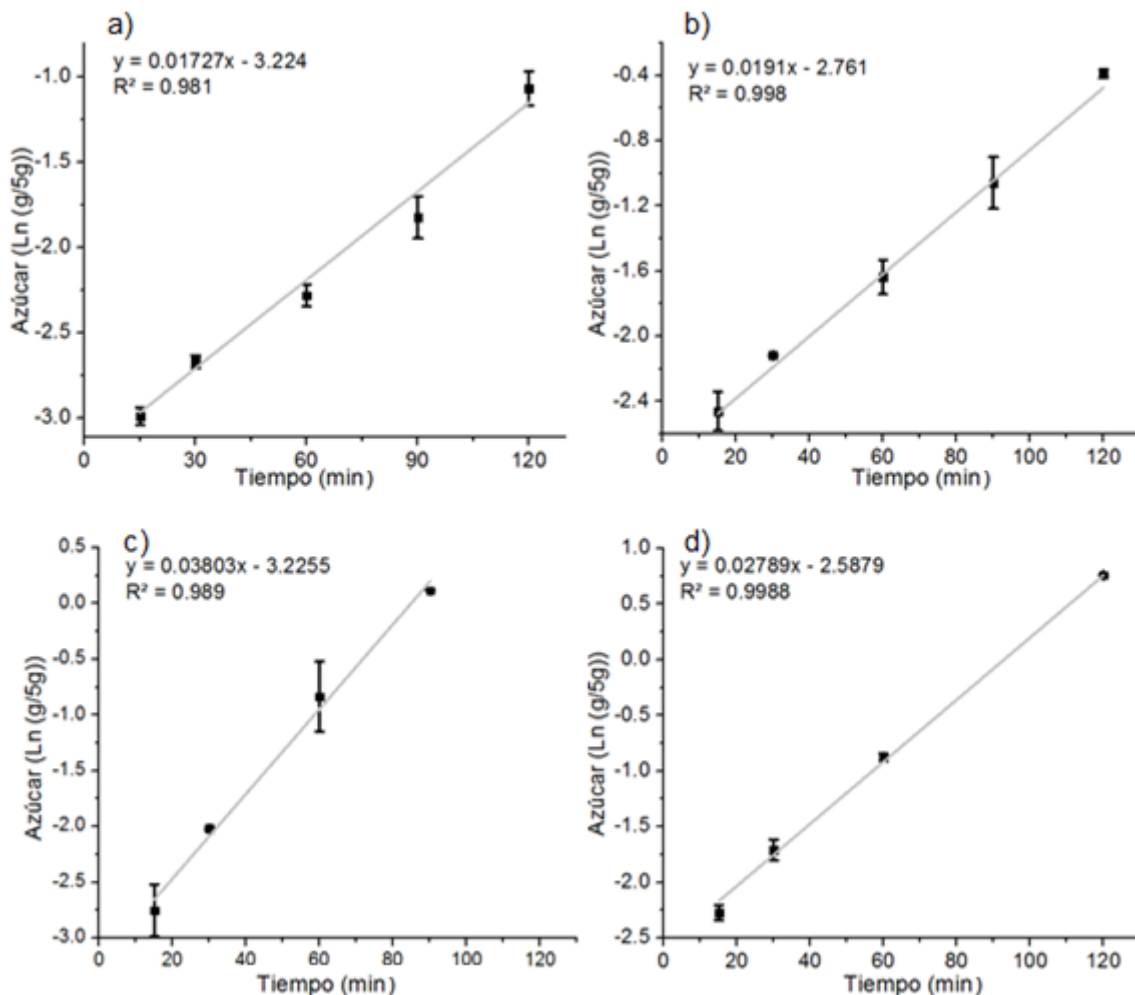 a)
y = 0.01727x - 3.224
R² = 0.981
Azúcar (Ln (g/5g))
-1.0
-1.5
-2.0
-2.5
-3.0
0 30 60 90 120
Tiempo (min)
b)
y = 0.0191x - 2.761
R² = 0.998
Azúcar (Ln (g/5g))
-0.4
-0.8
-1.2
-1.6
-2.0
-2.4
0 20 40 60 80 100 120
Tiempo (min)
c)
y = 0.03803x - 3.2255
R² = 0.989
Azúcar (Ln (g/5g))
0.5
0.0
-0.5
-1.0
-1.5
-2.0
-2.5
-3.0
0 20 40 60 80 100 120
Tiempo (min)
d)
y = 0.02789x - 2.5879
R² = 0.9988
Azúcar (Ln (g/5g))
1.0
0.5
0.0
-0.5
-1.0
-1.5
-2.0
-2.5
0 20 40 60 80 100 120
Tiempo (min)